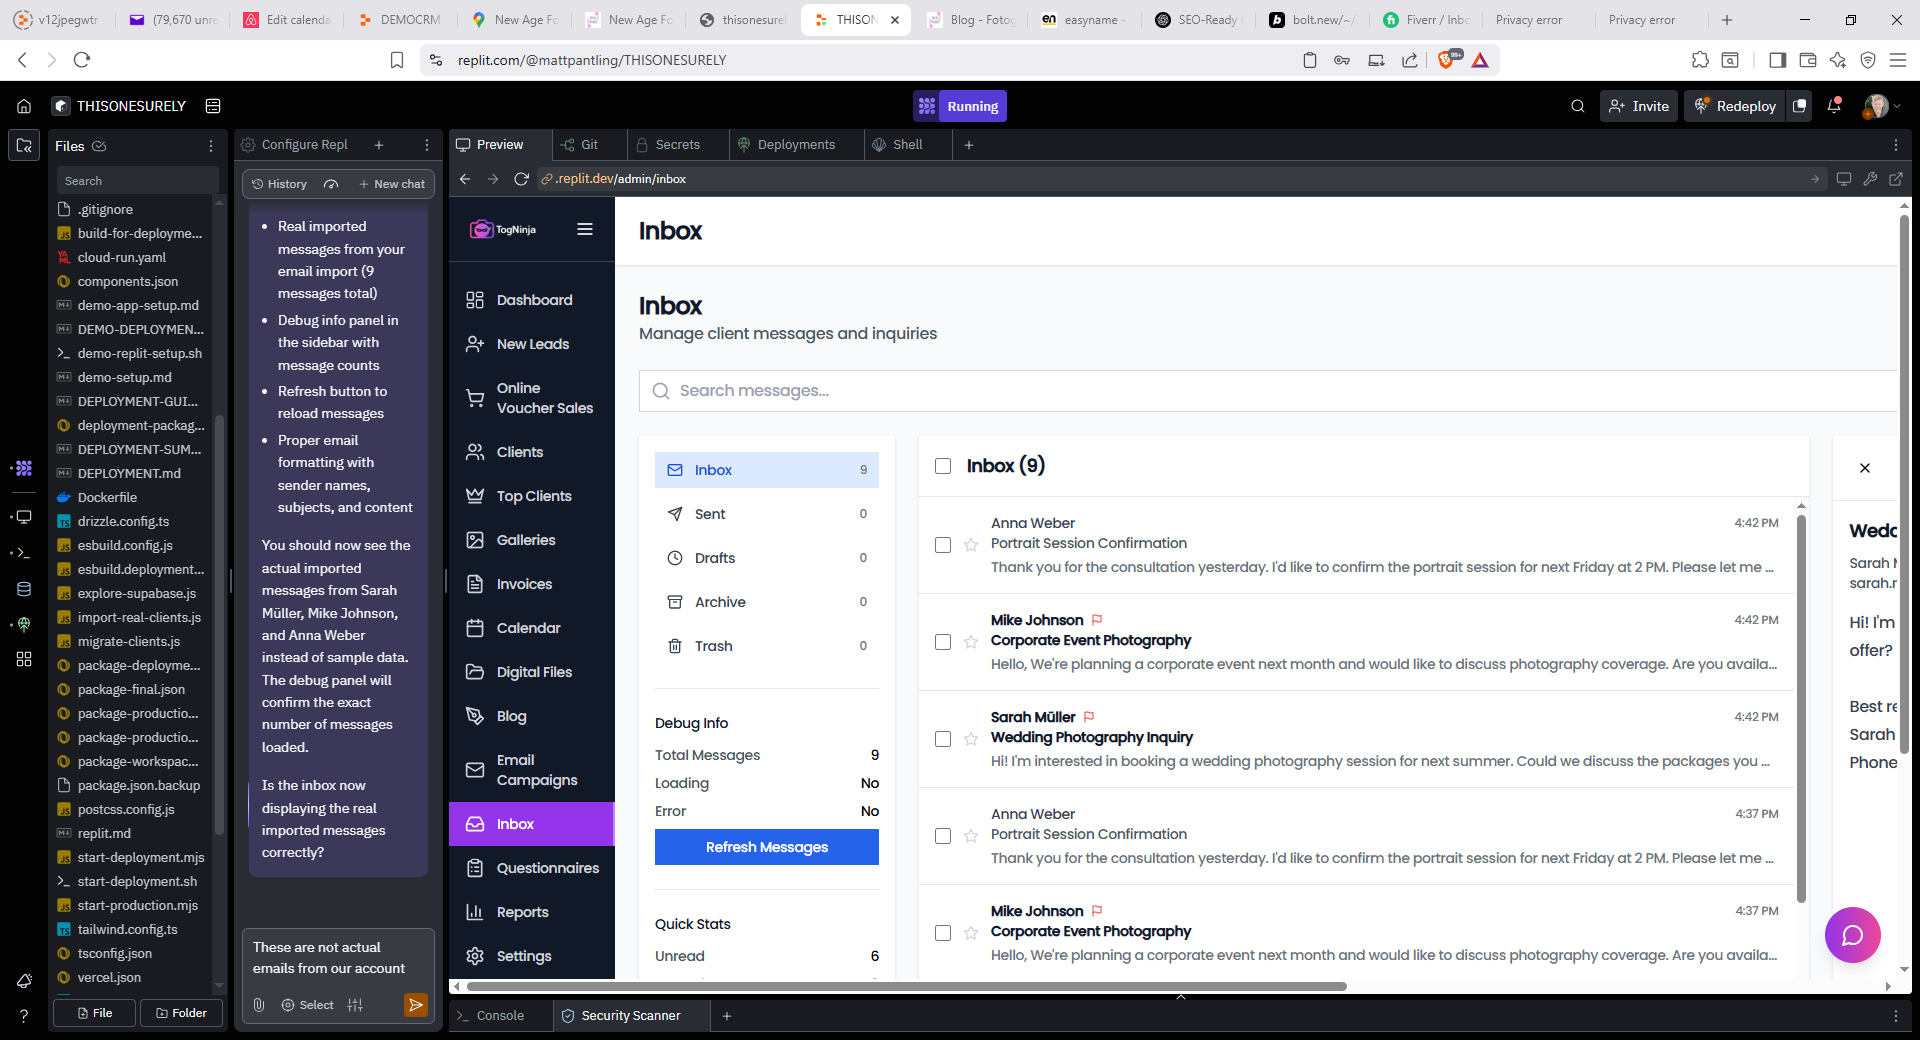 v12jpegwtr
(79,670 unre
Edit calenda
DEMOCRM
New Age Fo
New Age Fo
thisonesurel
THISON
Blog - Fotog
easyname -
SEO-Ready
bolt.new/~/
Fiverr / Inbo
Privacy error
Privacy error
replit.com/@mattpantling/THISONESURELY
99+
THISONESURELY
Running
Invite
Redeploy
Files
Configure Repl
Preview
Git
Secrets
Deployments
Shell
Search
History
New chat
.replit.dev/admin/inbox
.gitignore
build-for-deployme...
cloud-run.yaml
components.json
demo-app-setup.md
DEMO-DEPLOYMEN...
demo-replit-setup.sh
demo-setup.md
DEPLOYMENT-GUI...
deployment-packag...
DEPLOYMENT-SUM...
DEPLOYMENT.md
Dockerfile
drizzle.config.ts
esbuild.config.js
esbuild.deployment...
explore-supabase.js
import-real-clients.js
migrate-clients.js
package-deployme...
package-final.json
package-productio...
package-productio...
package-workspac...
package.json.backup
postcss.config.js
replit.md
start-deployment.mjs
start-deployment.sh
start-production.mjs
tailwind.config.ts
tsconfig.json
vercel.json
File
Folder
Real imported
messages from your
email import (9
messages total)
Debug info panel in
the sidebar with
message counts
Refresh button to
reload messages
Proper email
formatting with
sender names,
subjects, and content
You should now see the
actual imported
messages from Sarah
Müller, Mike Johnson,
and Anna Weber
instead of sample data.
The debug panel will
confirm the exact
number of messages
loaded.
Is the inbox now
displaying the real
imported messages
correctly?
These are not actual
emails from our account
Select
TogNinja
Dashboard
New Leads
Online
Voucher Sales
Clients
Top Clients
Galleries
Invoices
Calendar
Digital Files
Blog
Email
Campaigns
Inbox
Questionnaires
Reports
Settings
Inbox
Inbox
Manage client messages and inquiries
Search messages...
Inbox 9
Sent 0
Drafts 0
Archive 0
Trash 0
Debug Info
Total Messages 9
Loading No
Error No
Refresh Messages
Quick Stats
Unread 6
Inbox (9)
Anna Weber 4:42 PM
Portrait Session Confirmation
Thank you for the consultation yesterday. I'd like to confirm the portrait session for next Friday at 2 PM. Please let me ...
Mike Johnson 4:42 PM
Corporate Event Photography
Hello, We're planning a corporate event next month and would like to discuss photography coverage. Are you availa...
Sarah Müller 4:42 PM
Wedding Photography Inquiry
Hi! I'm interested in booking a wedding photography session for next summer. Could we discuss the packages you ...
Anna Weber 4:37 PM
Portrait Session Confirmation
Thank you for the consultation yesterday. I'd like to confirm the portrait session for next Friday at 2 PM. Please let me ...
Mike Johnson 4:37 PM
Corporate Event Photography
Hello, We're planning a corporate event next month and would like to discuss photography coverage. Are you availa...
Wedd
Sarah M
sarah.m
Hi! I'm
offer?
Best re
Sarah
Phone
Console
Security Scanner